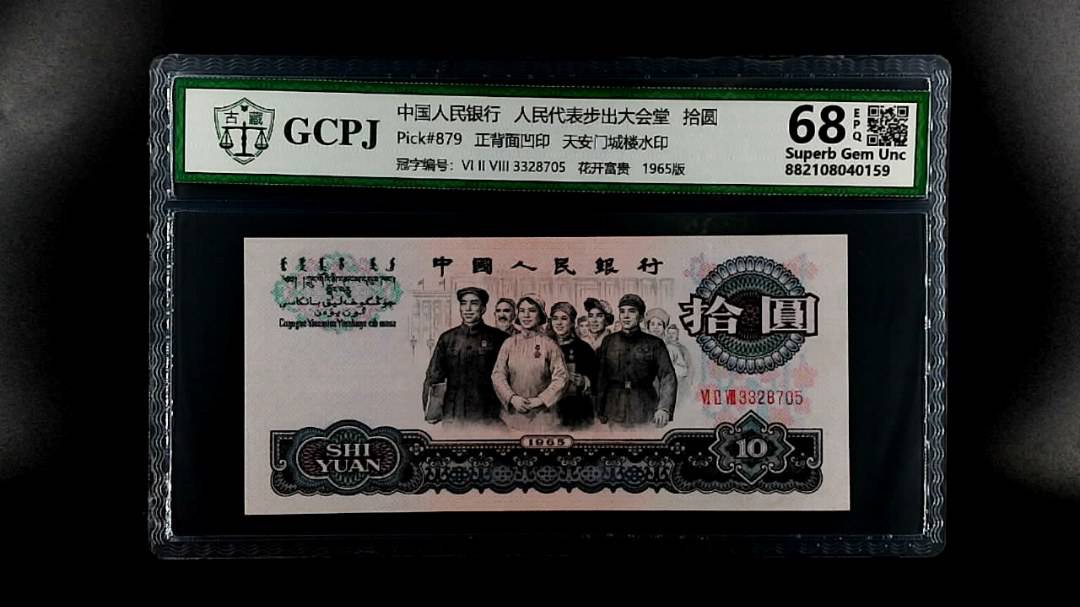 古藏
GCPJ
中国人民银行 人民代表步出大会堂 拾圆
Pick#879 正背面凹印 天安门城楼水印
冠字编号: VI II VIII 3328705 花开富贵 1965版
68 EPQ
Superb Gem Unc
882108040159
中國人民銀行
拾圓
VI II VIII 3328705
1965
SHI
YUAN
10